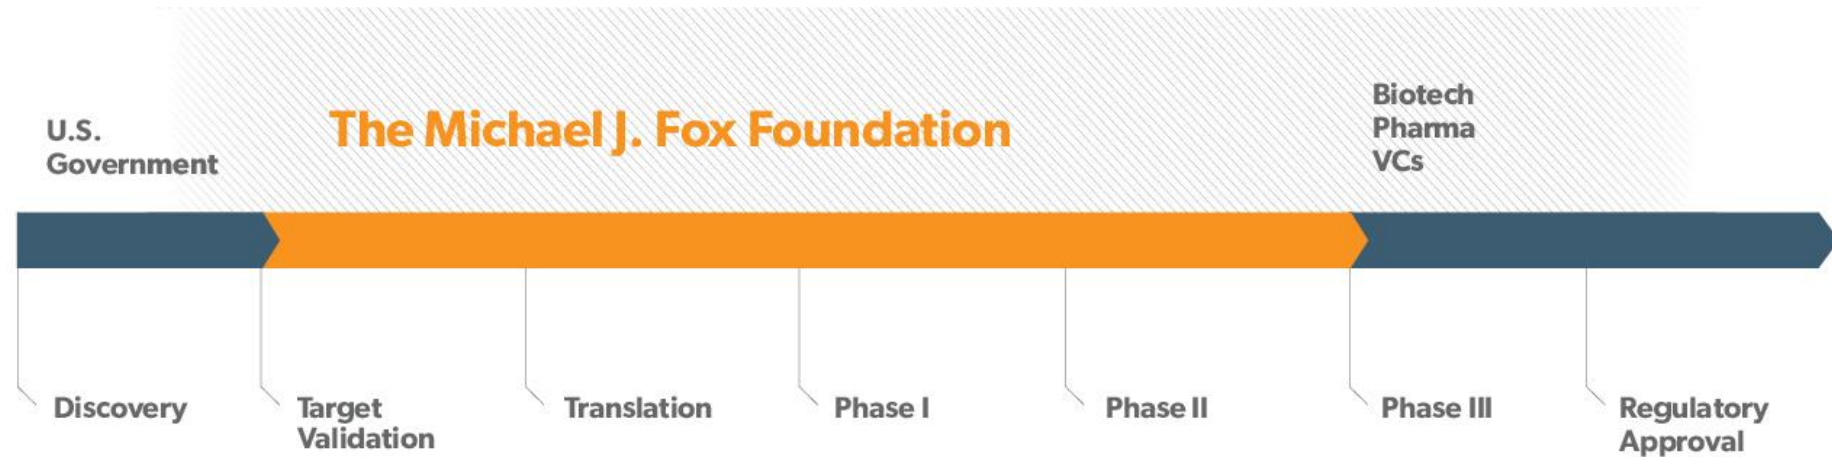 U.S.
Government
The Michael J. Fox Foundation
Biotech
Pharma
VCs
Discovery
Target
Validation
Translation
Phase I
Phase II
Phase III
Regulatory
Approval